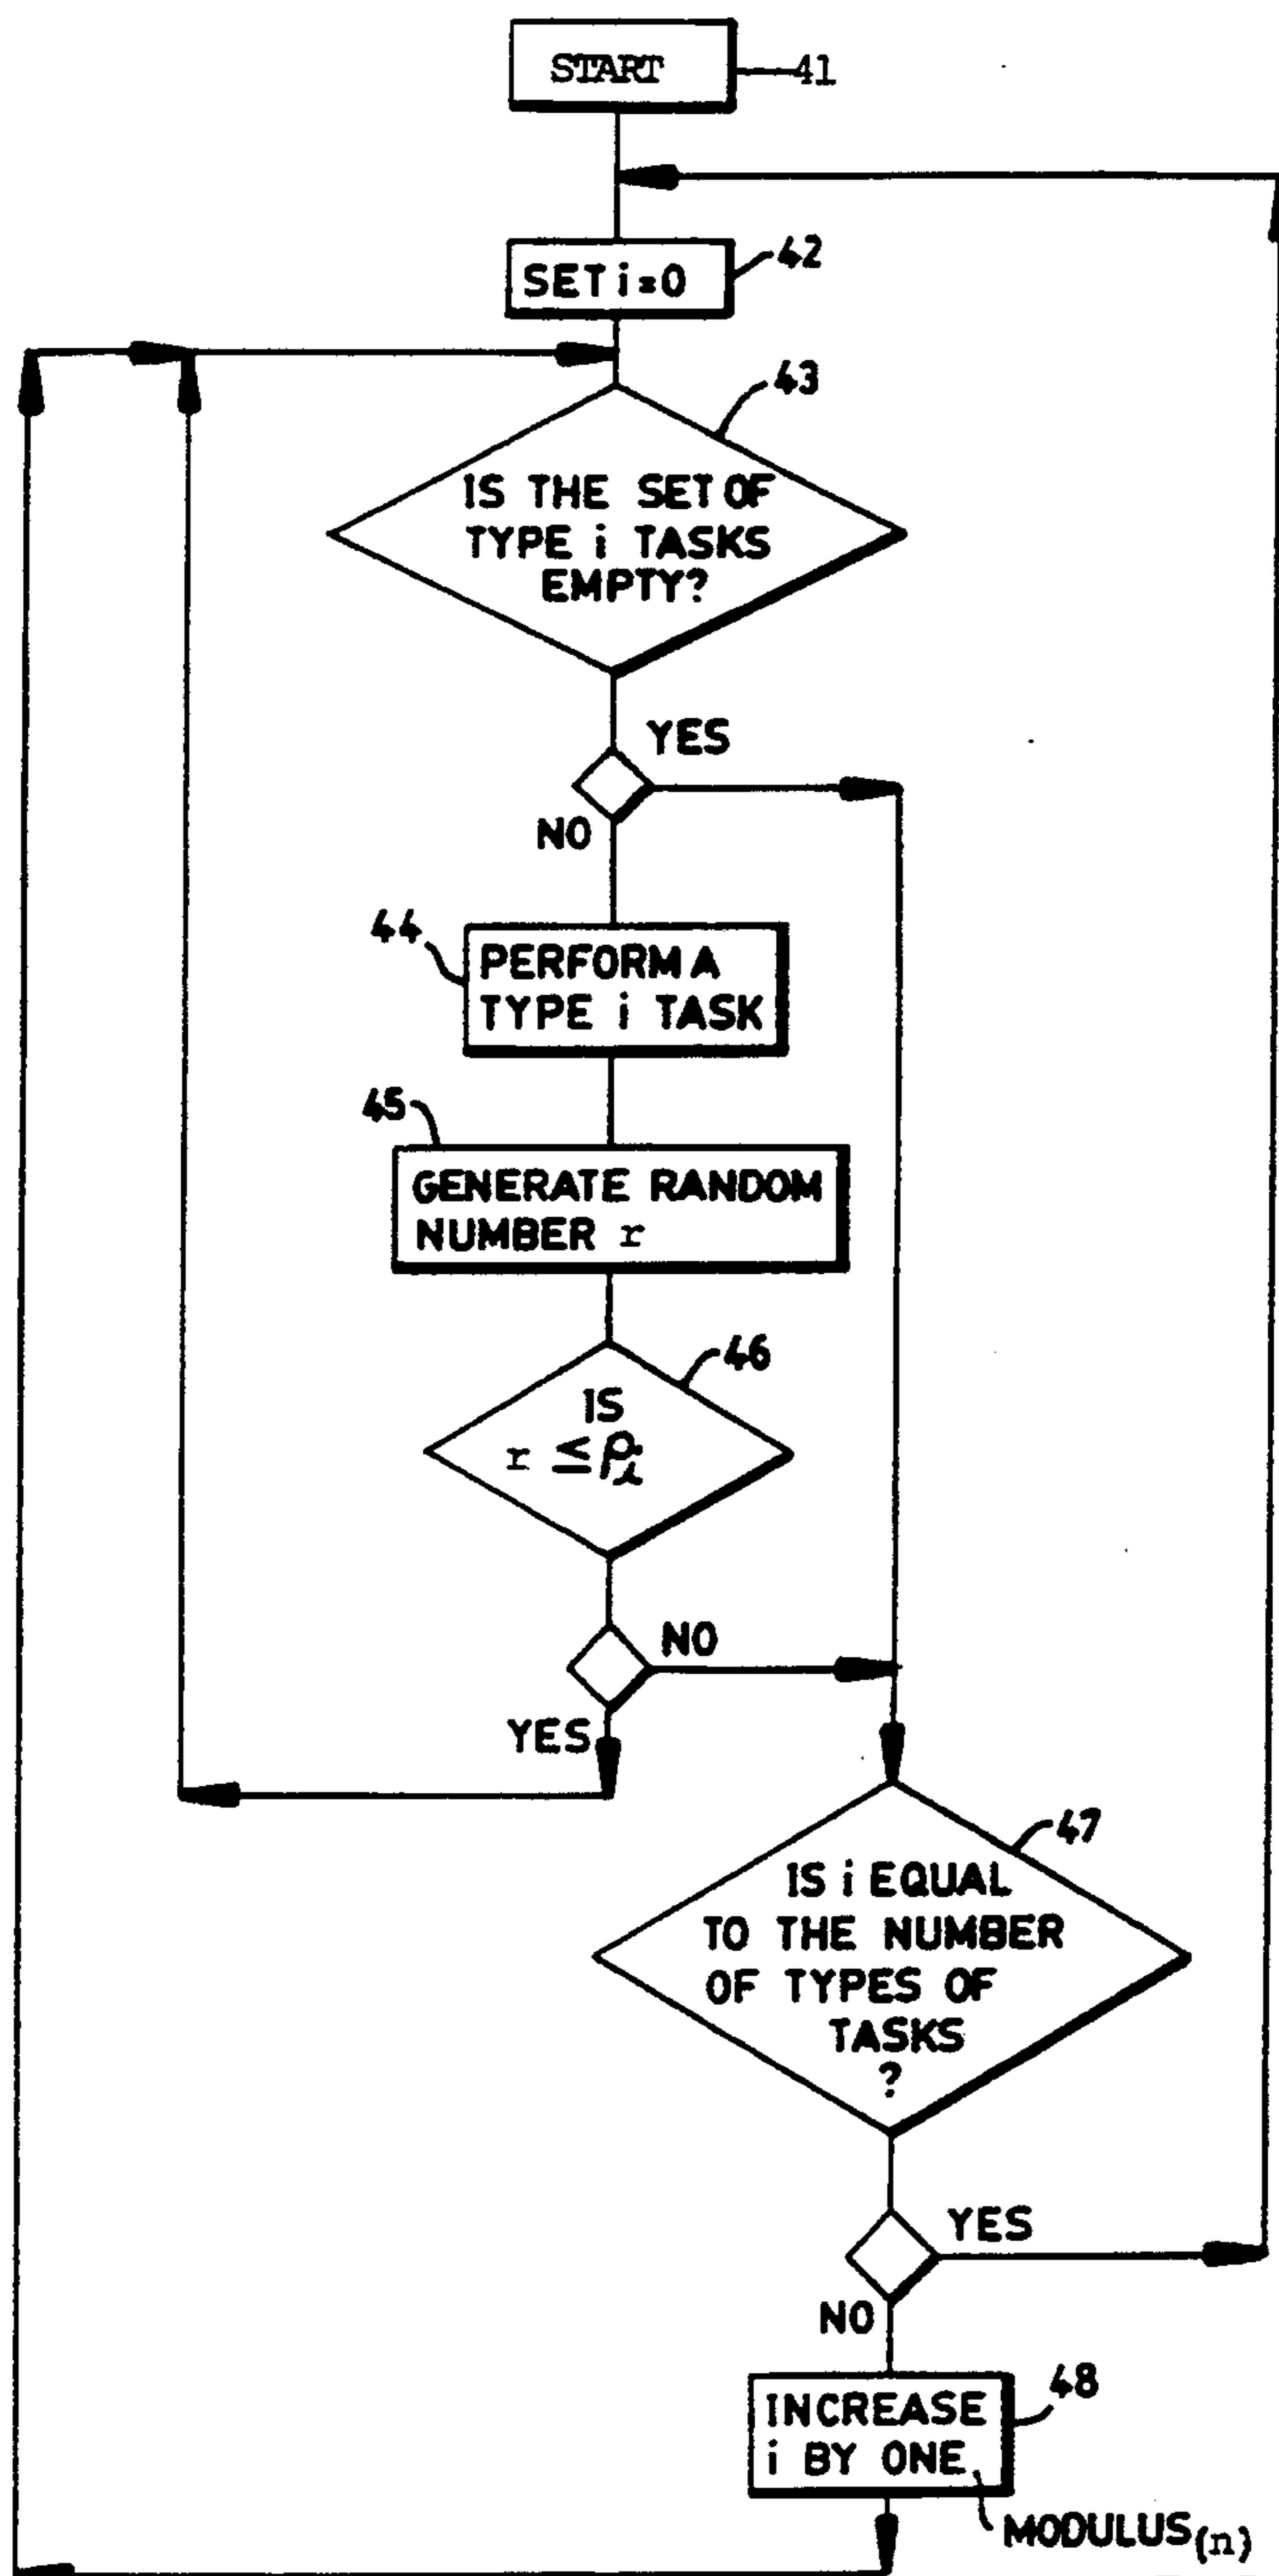 START
41
SET i=0
42
43
IS THE SET OF
TYPE i TASKS
EMPTY?
YES
NO
44
PERFORM A
TYPE i TASK
45
GENERATE RANDOM
NUMBER r
46
IS
r ≤ ρi
NO
YES
47
IS i EQUAL
TO THE NUMBER
OF TYPES OF
TASKS
?
YES
NO
48
INCREASE
i BY ONE
MODULUS(n)